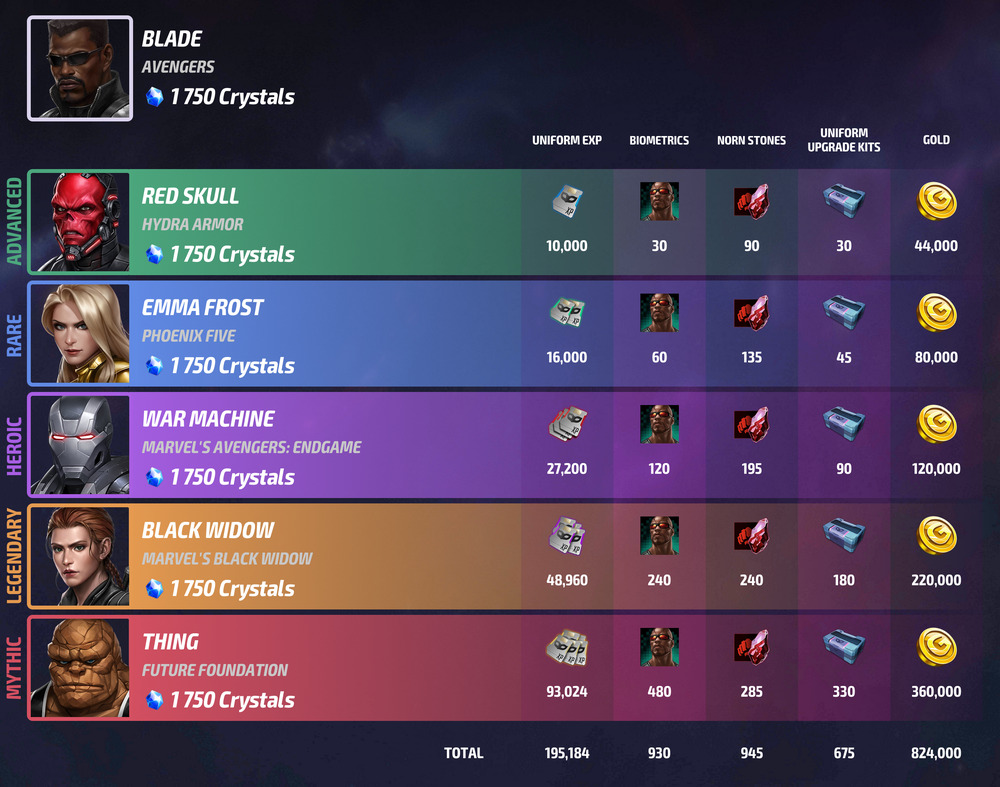 BLADE
AVENGERS
1 750 Crystals
UNIFORM EXP
BIOMETRICS
NORN STONES
UNIFORM
UPGRADE KITS
GOLD
ADVANCED
RED SKULL
HYDRA ARMOR
1 750 Crystals
10,000
30
90
30
44,000
RARE
EMMA FROST
PHOENIX FIVE
1 750 Crystals
16,000
60
135
45
80,000
HEROIC
WAR MACHINE
MARVEL'S AVENGERS: ENDGAME
1 750 Crystals
27,200
120
195
90
120,000
LEGENDARY
BLACK WIDOW
MARVEL'S BLACK WIDOW
1 750 Crystals
48,960
240
240
180
220,000
MYTHIC
THING
FUTURE FOUNDATION
1 750 Crystals
93,024
480
285
330
360,000
TOTAL
195,184
930
945
675
824,000